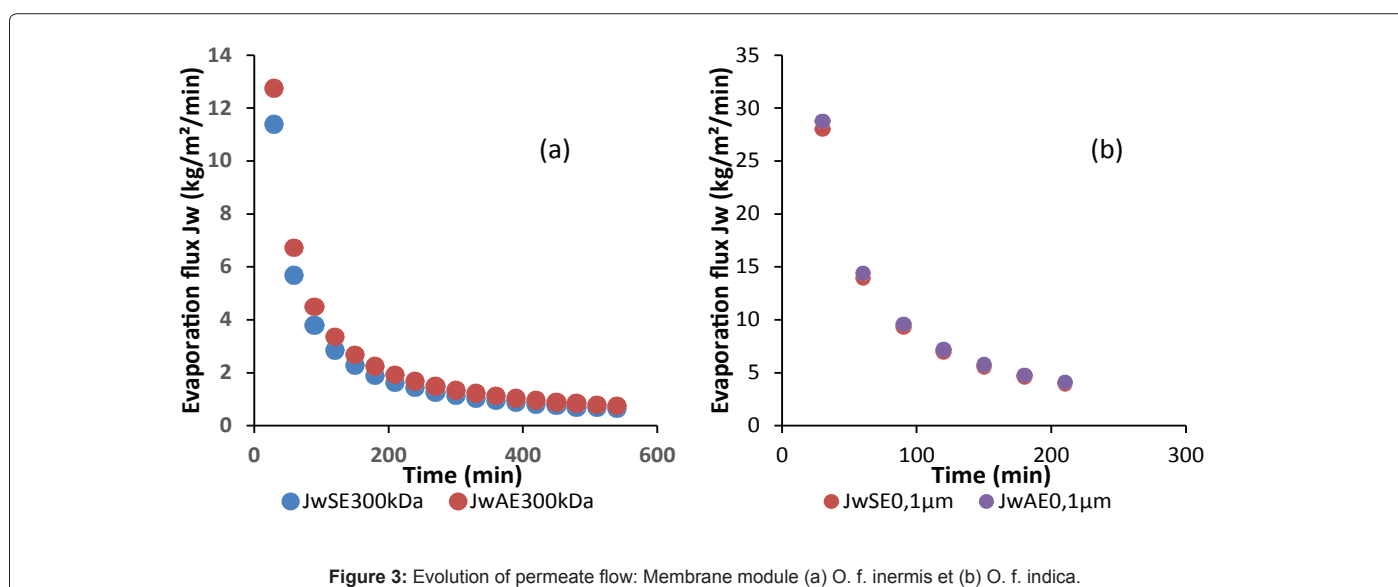 14
12
10
8
6
4
2
0
Evaporation flux Jw (kg/m²/min)
(a)
0 200 400 600
Time (min)
JwSE300kDa JwAE300kDa
35
30
25
20
15
10
5
0
Evaporation flux Jw (kg/m²/min)
(b)
0 100 200 300
Time (min)
JwSE0,1µm JwAE0,1µm
Figure 3: Evolution of permeate flow: Membrane module (a) O. f. inermis et (b) O. f. indica.